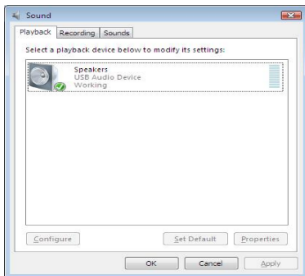 Sound
Playback Recording Sounds
Select a playback device below to modify its settings:
Speakers
USB Audio Device
Working
Configure Set Default Properties
OK Cancel Apply